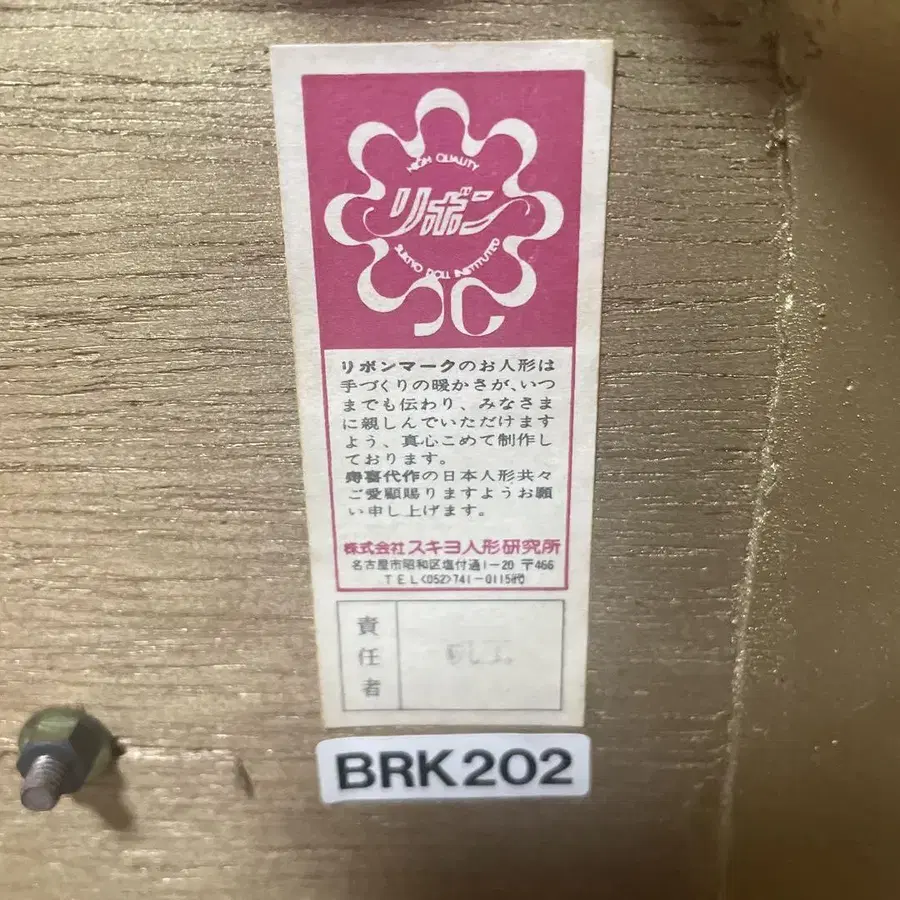 HIGH QUALITY
リボン
SUKIYO DOLL INSTITUTED
リボンマークのお人形は
手づくりの暖かさが、いつ
までも伝わり、みなさま
に親しんでいただけます
よう、真心こめて制作し
ております。
寿喜代作の日本人形共々
ご愛顧賜りますようお願
い申し上げます。
株式会社 スキヨ人形研究所
名古屋市昭和区塩付通1-20 〒466
TEL<052>741-0115代
責任者
BRK202